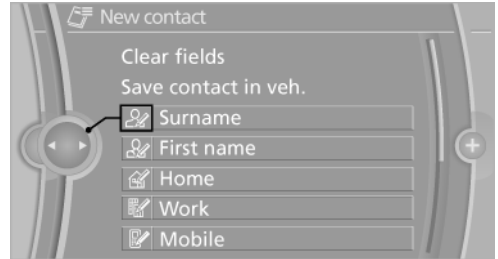 New contact
Clear fields
Save contact in veh.
Surname
First name
Home
Work
Mobile